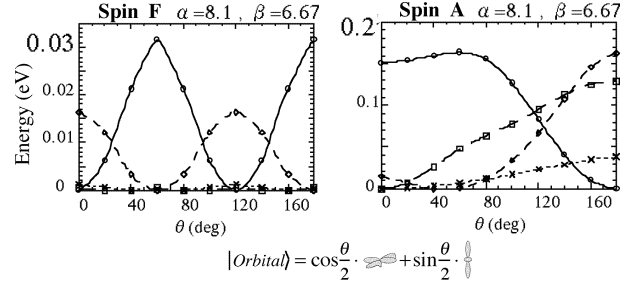 Spin F α=8.1 , β=6.67
Energy (eV)
0.03
0.02
0.01
0
0 40 80 120 160
θ (deg)
Spin A α=8.1 , β=6.67
0.2
0.1
0
0 40 80 120 160
θ (deg)
|Orbital⟩ = cos θ/2 · + sin θ/2 ·